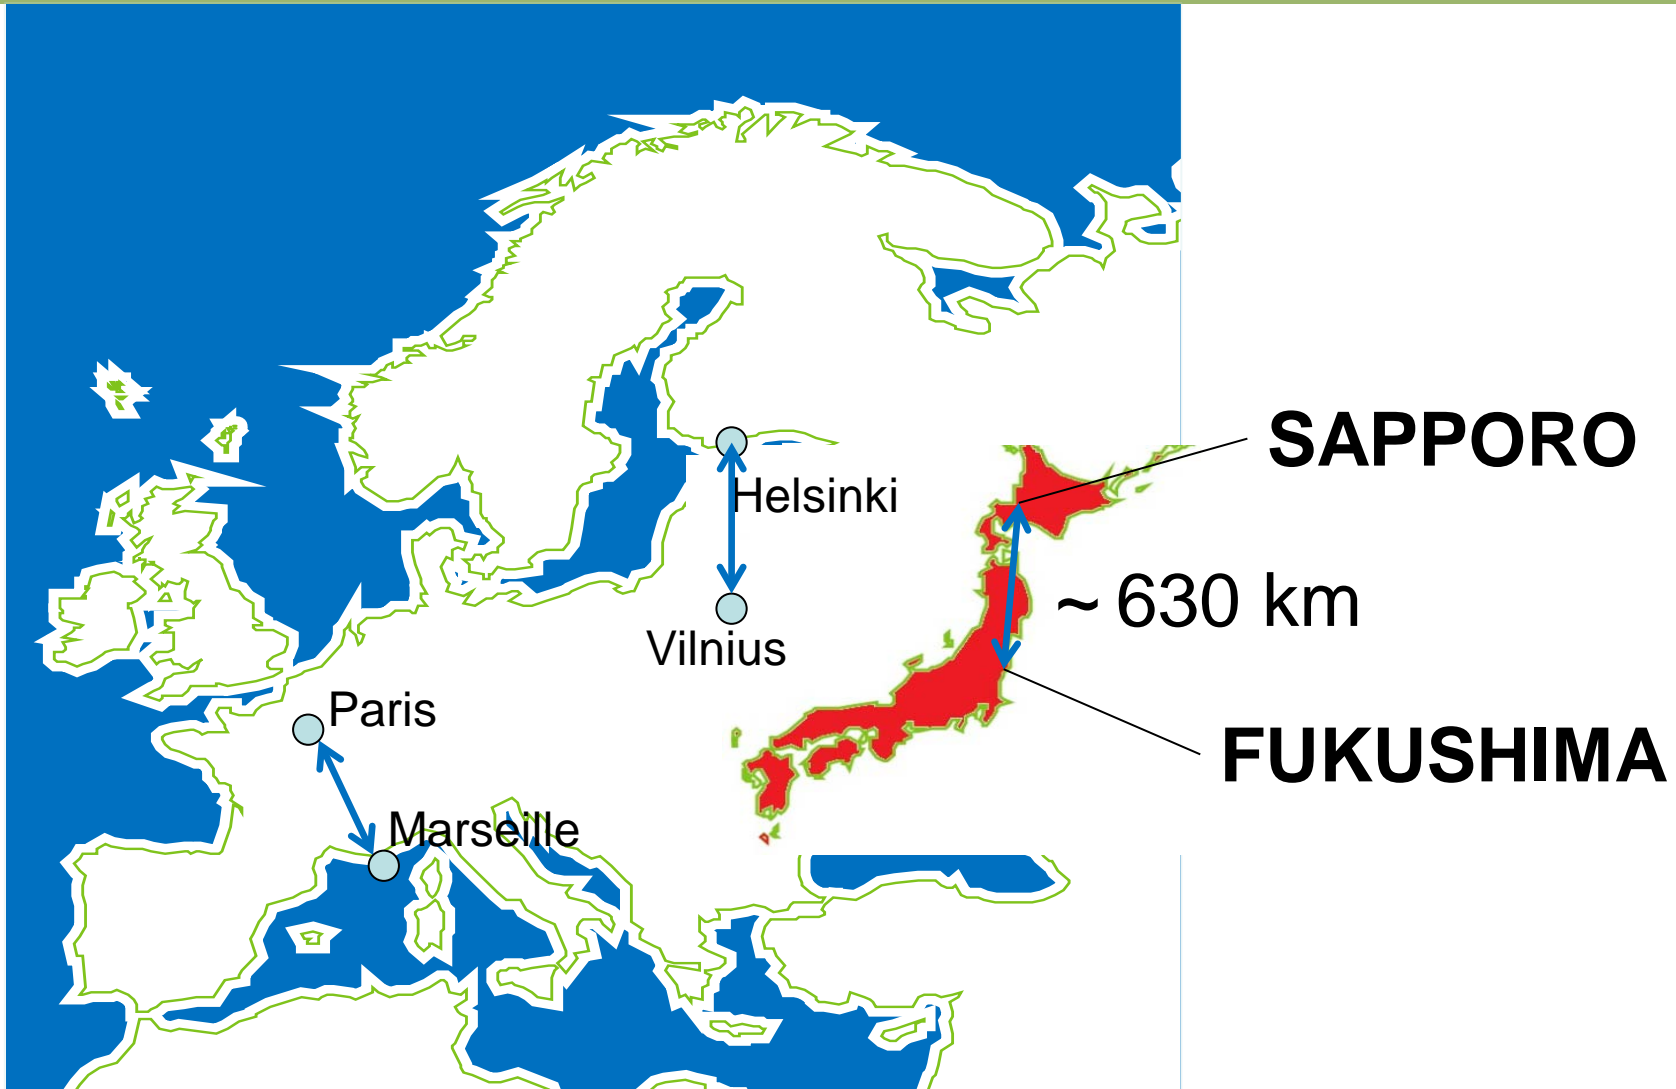 SAPPORO
Helsinki
~ 630 km
Vilnius
Paris
FUKUSHIMA
Marseille